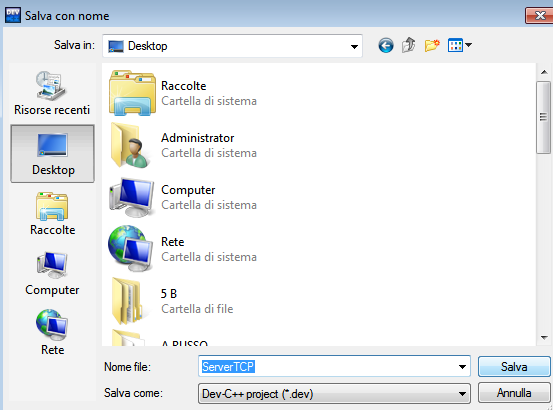 DEV
Salva con nome
Salva in:
Desktop
Risorse recenti
Desktop
Raccolte
Computer
Rete
Raccolte
Cartella di sistema
Administrator
Cartella di sistema
Computer
Cartella di sistema
Rete
Cartella di sistema
5 B
Cartella di file
A RUSSO
Nome file:
ServerTCP
Salva
Salva come:
Dev-C++ project (*.dev)
Annulla